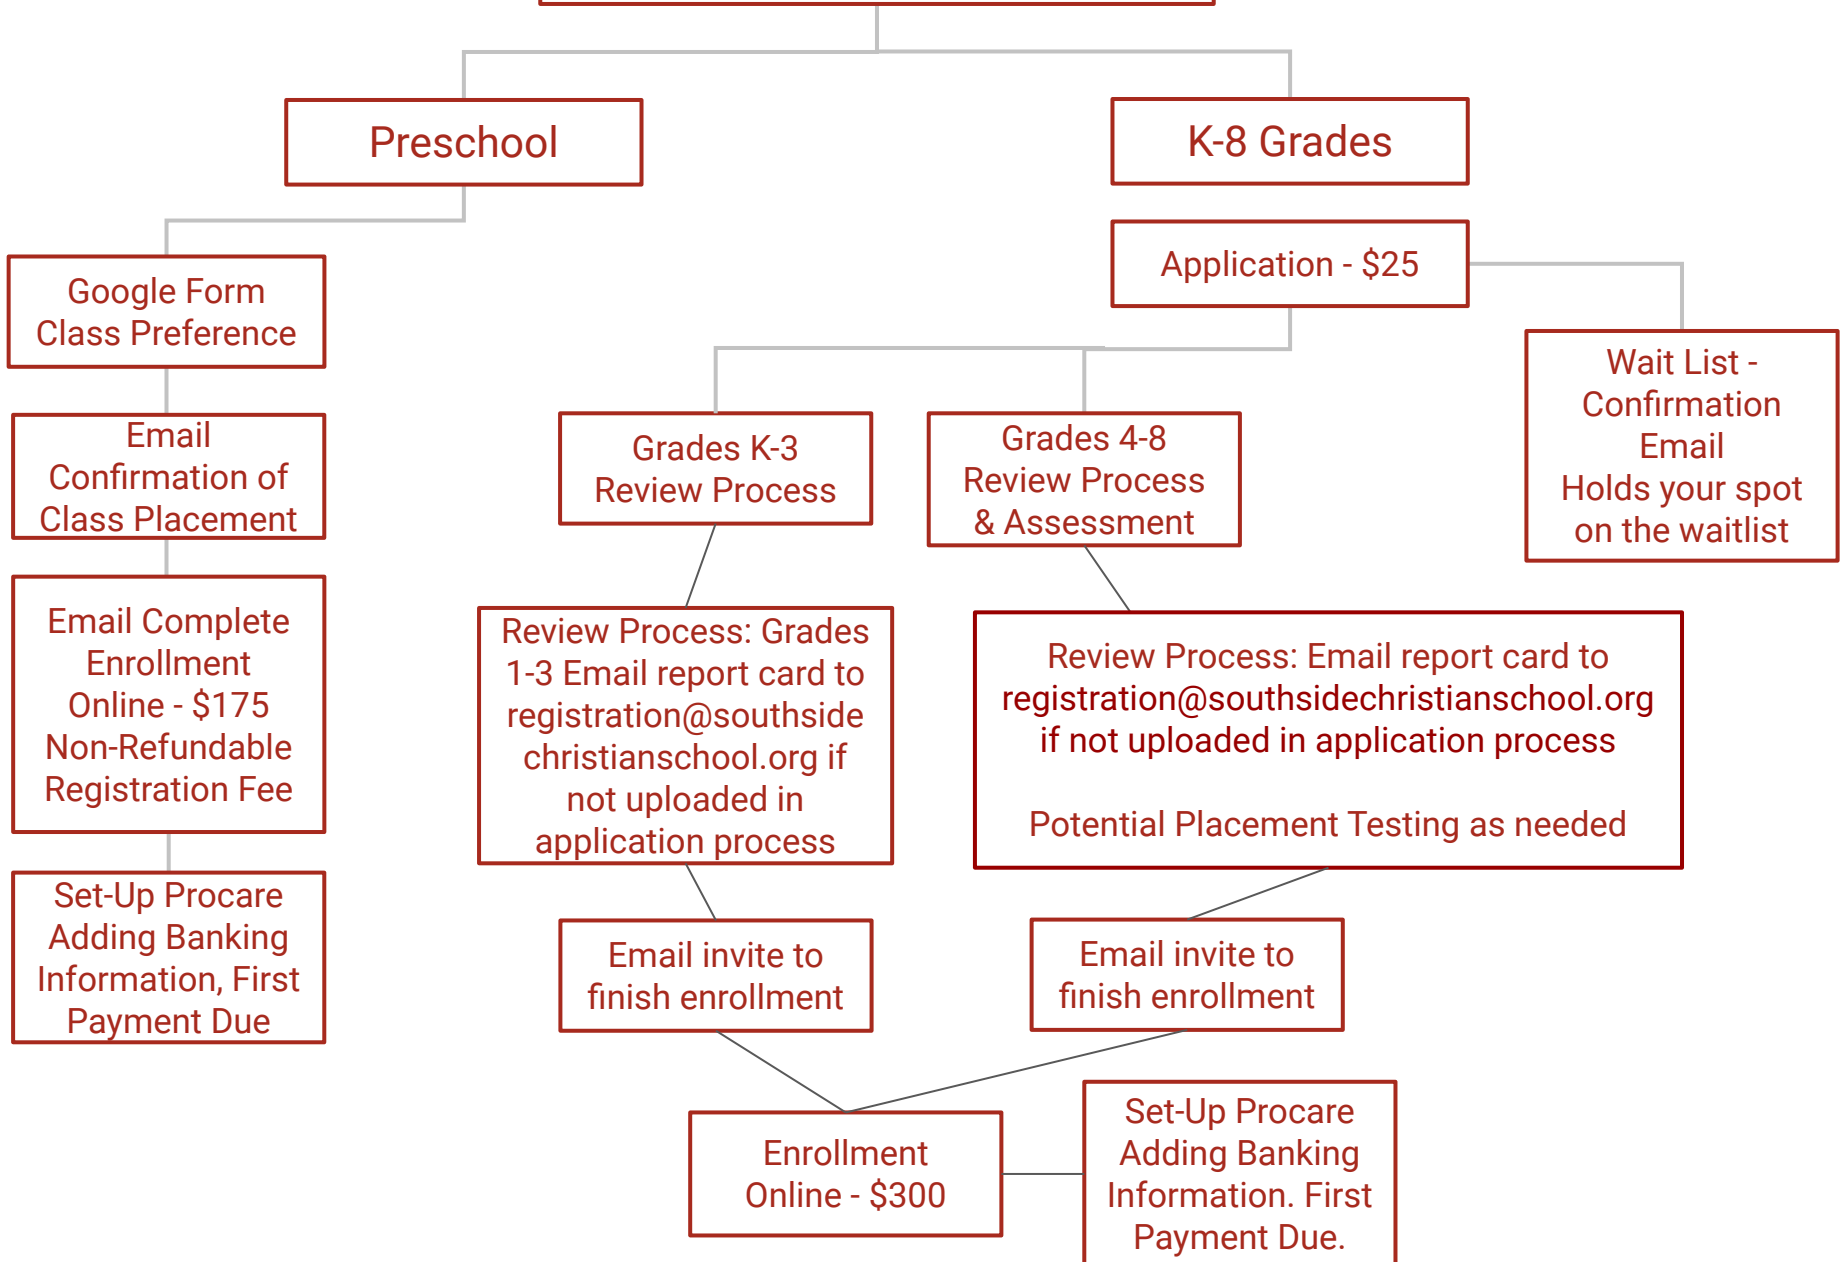 Preschool
K-8 Grades
Application - $25
Google Form
Class Preference
Wait List -
Confirmation
Email
Holds your spot
on the waitlist
Email
Confirmation of
Class Placement
Grades K-3
Review Process
Grades 4-8
Review Process
& Assessment
Email Complete
Enrollment
Online - $175
Non-Refundable
Registration Fee
Review Process: Grades
1-3 Email report card to
registration@southside
christianschool.org if
not uploaded in
application process
Review Process: Email report card to
registration@southsidechristianschool.org
if not uploaded in application process
Potential Placement Testing as needed
Set-Up Procare
Adding Banking
Information, First
Payment Due
Email invite to
finish enrollment
Email invite to
finish enrollment
Enrollment
Online - $300
Set-Up Procare
Adding Banking
Information. First
Payment Due.